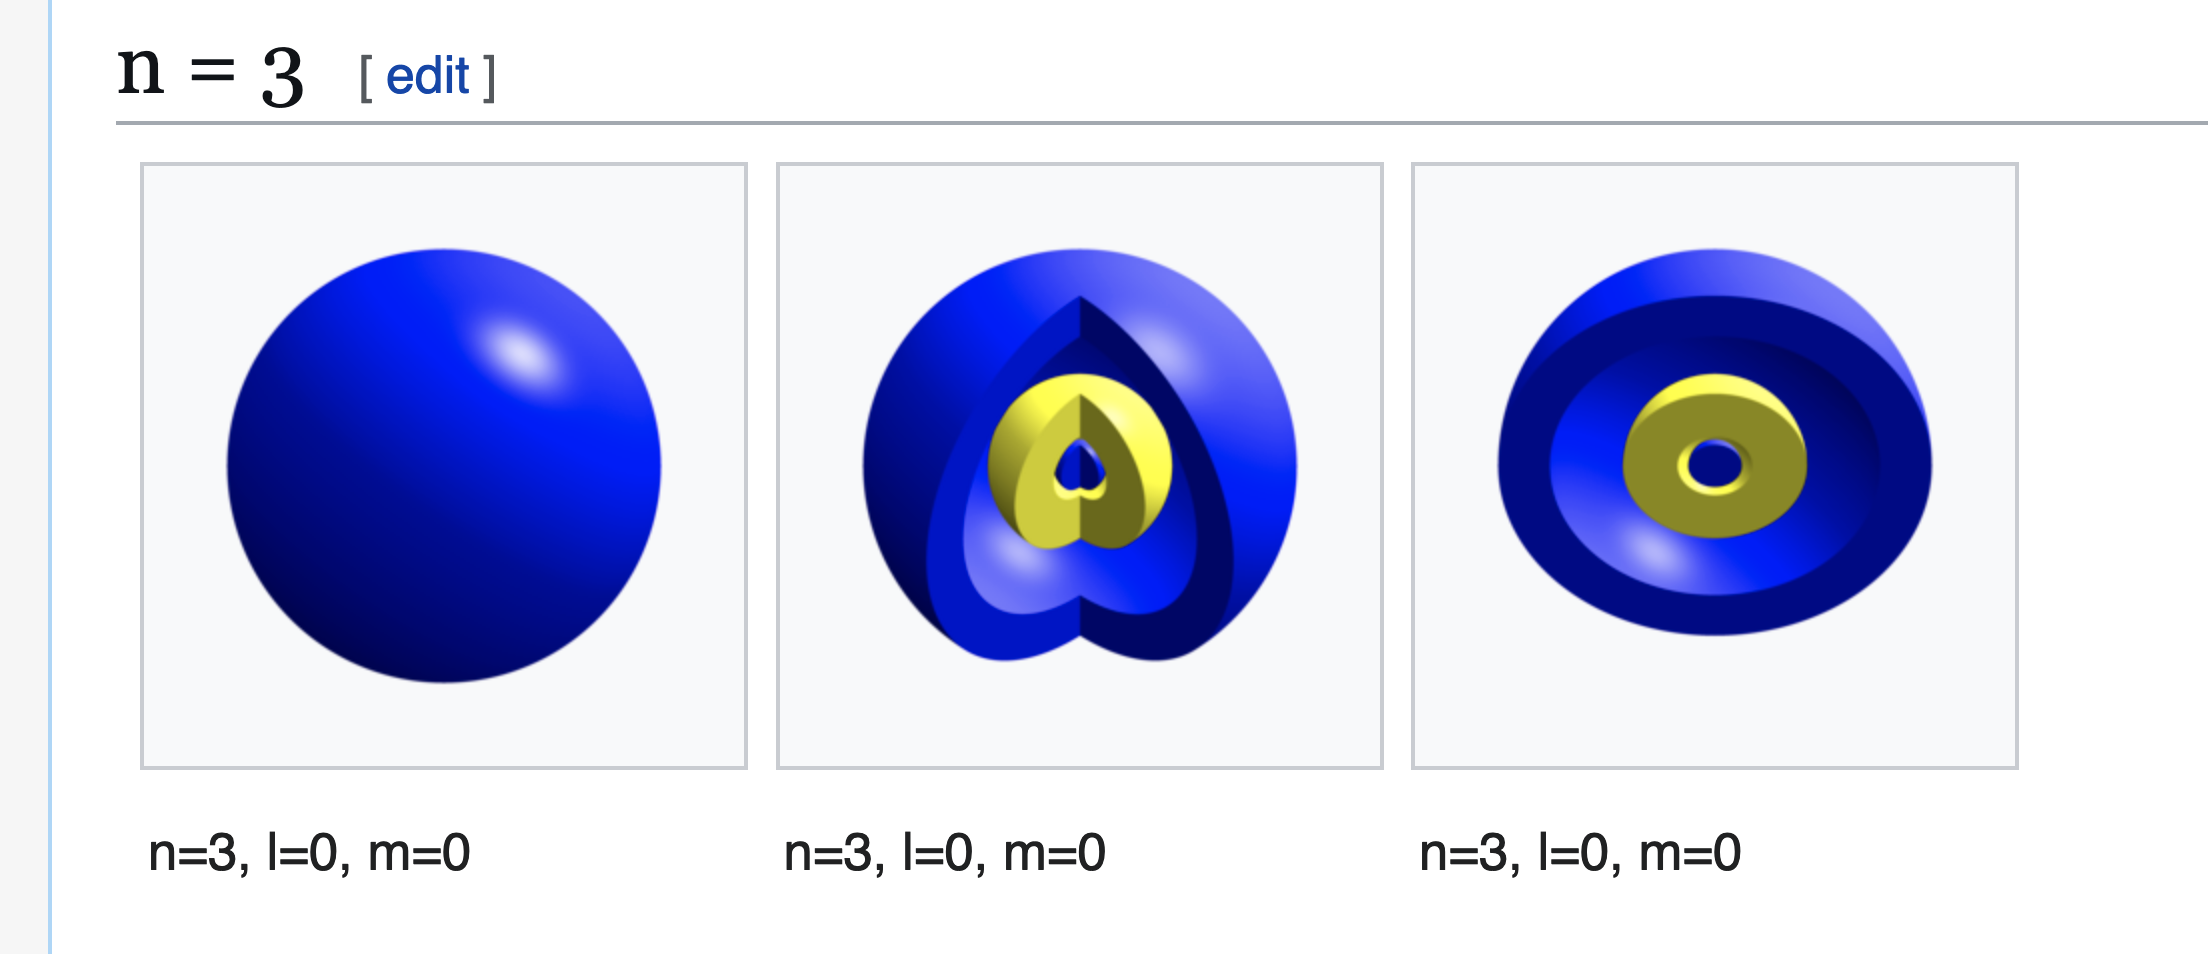 n = 3 [ edit ]
n=3, l=0, m=0
n=3, l=0, m=0
n=3, l=0, m=0